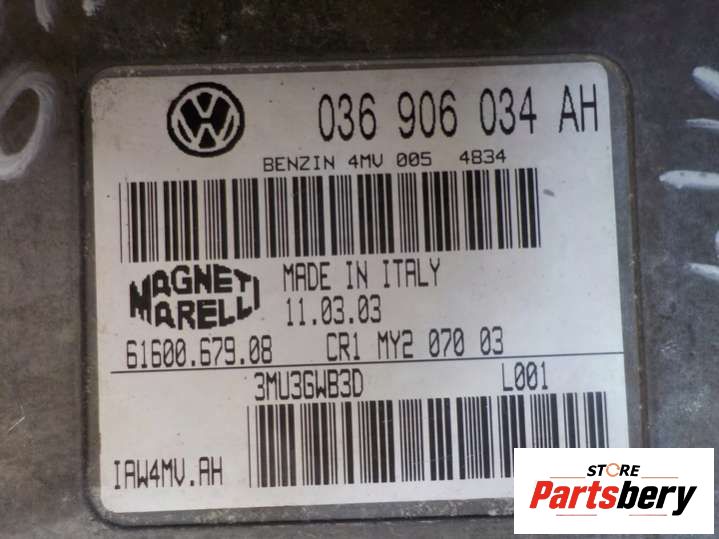 036 906 034 AH
BENZIN 4MV 005 4834
MAGNETI MADE IN ITALY
MARELLI 11.03.03
61600.679.08 CR1 MY2 070 03
3MU3GWB3D L001
IAW4MV.AH
STORE
Partsbery